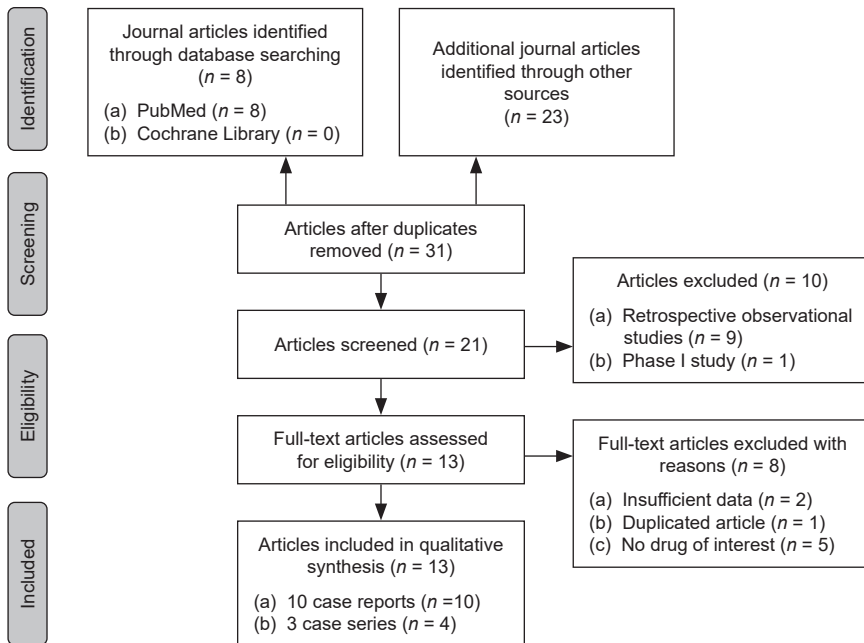 Identification
Journal articles identified
through database searching
(n = 8)
(a) PubMed (n = 8)
(b) Cochrane Library (n = 0)
Additional journal articles
identified through other
sources
(n = 23)
Screening
Articles after duplicates
removed (n = 31)
Articles screened (n = 21)
Articles excluded (n = 10)
(a) Retrospective observational
studies (n = 9)
(b) Phase I study (n = 1)
Eligibility
Full-text articles assessed
for eligibility (n = 13)
Full-text articles excluded with
reasons (n = 8)
(a) Insufficient data (n = 2)
(b) Duplicated article (n = 1)
(c) No drug of interest (n = 5)
Included
Articles included in qualitative
synthesis (n = 13)
(a) 10 case reports (n =10)
(b) 3 case series (n = 4)